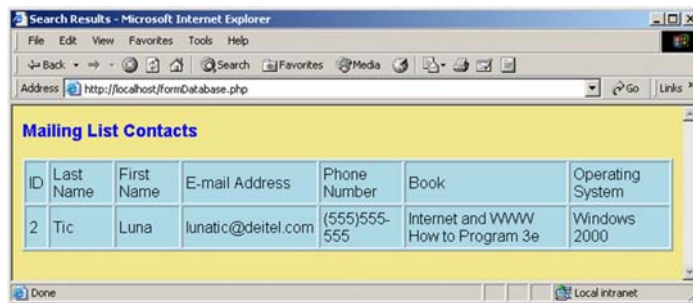 Search Results - Microsoft Internet Explorer
File Edit View Favorites Tools Help
Back Search Favorites Media
Address http://localhost/formDatabase.php Go Links »
Mailing List Contacts
ID Last Name First Name E-mail Address Phone Number Book Operating System
2 Tic Luna lunatic@deitel.com (555)555-555 Internet and WWW How to Program 3e Windows 2000
Done Local intranet